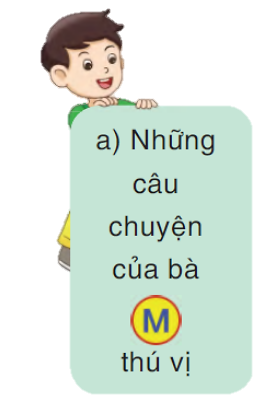 a) Những
câu
chuyện
của bà
M
thú vị